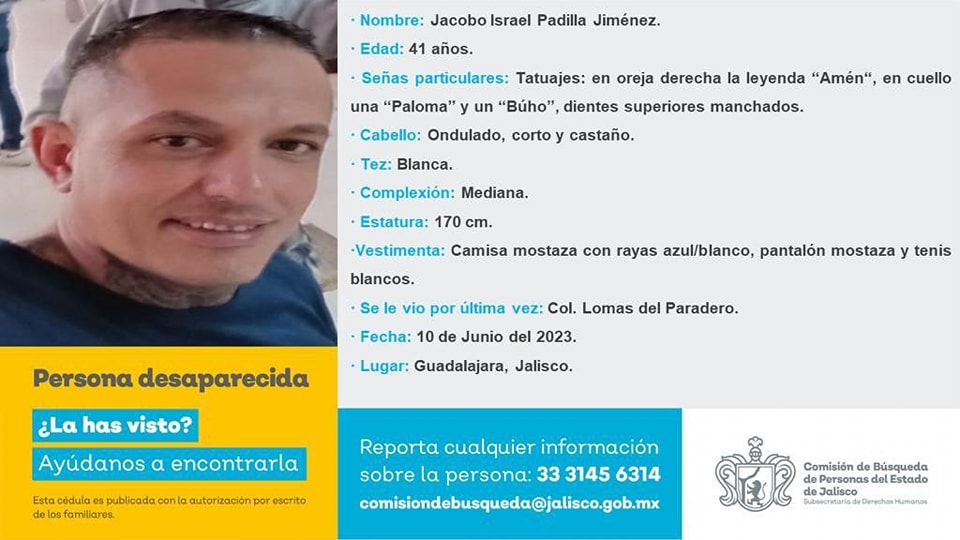 · Nombre: Jacobo Israel Padilla Jiménez.
· Edad: 41 años.
· Señas particulares: Tatuajes: en oreja derecha la leyenda “Amén“, en cuello
una “Paloma” y un “Búho”, dientes superiores manchados.
· Cabello: Ondulado, corto y castaño.
· Tez: Blanca.
· Complexión: Mediana.
· Estatura: 170 cm.
·Vestimenta: Camisa mostaza con rayas azul/blanco, pantalón mostaza y tenis
blancos.
· Se le vio por última vez: Col. Lomas del Paradero.
· Fecha: 10 de Junio del 2023.
· Lugar: Guadalajara, Jalisco.
Persona desaparecida
¿La has visto?
Ayúdanos a encontrarla
Esta cédula es publicada con la autorización por escrito
de los familiares.
Reporta cualquier información
sobre la persona: 33 3145 6314
comisiondebusqueda@jalisco.gob.mx
Comisión de Búsqueda
de Personas del Estado
de Jalisco
Subsecretaría de Derechos Humanos